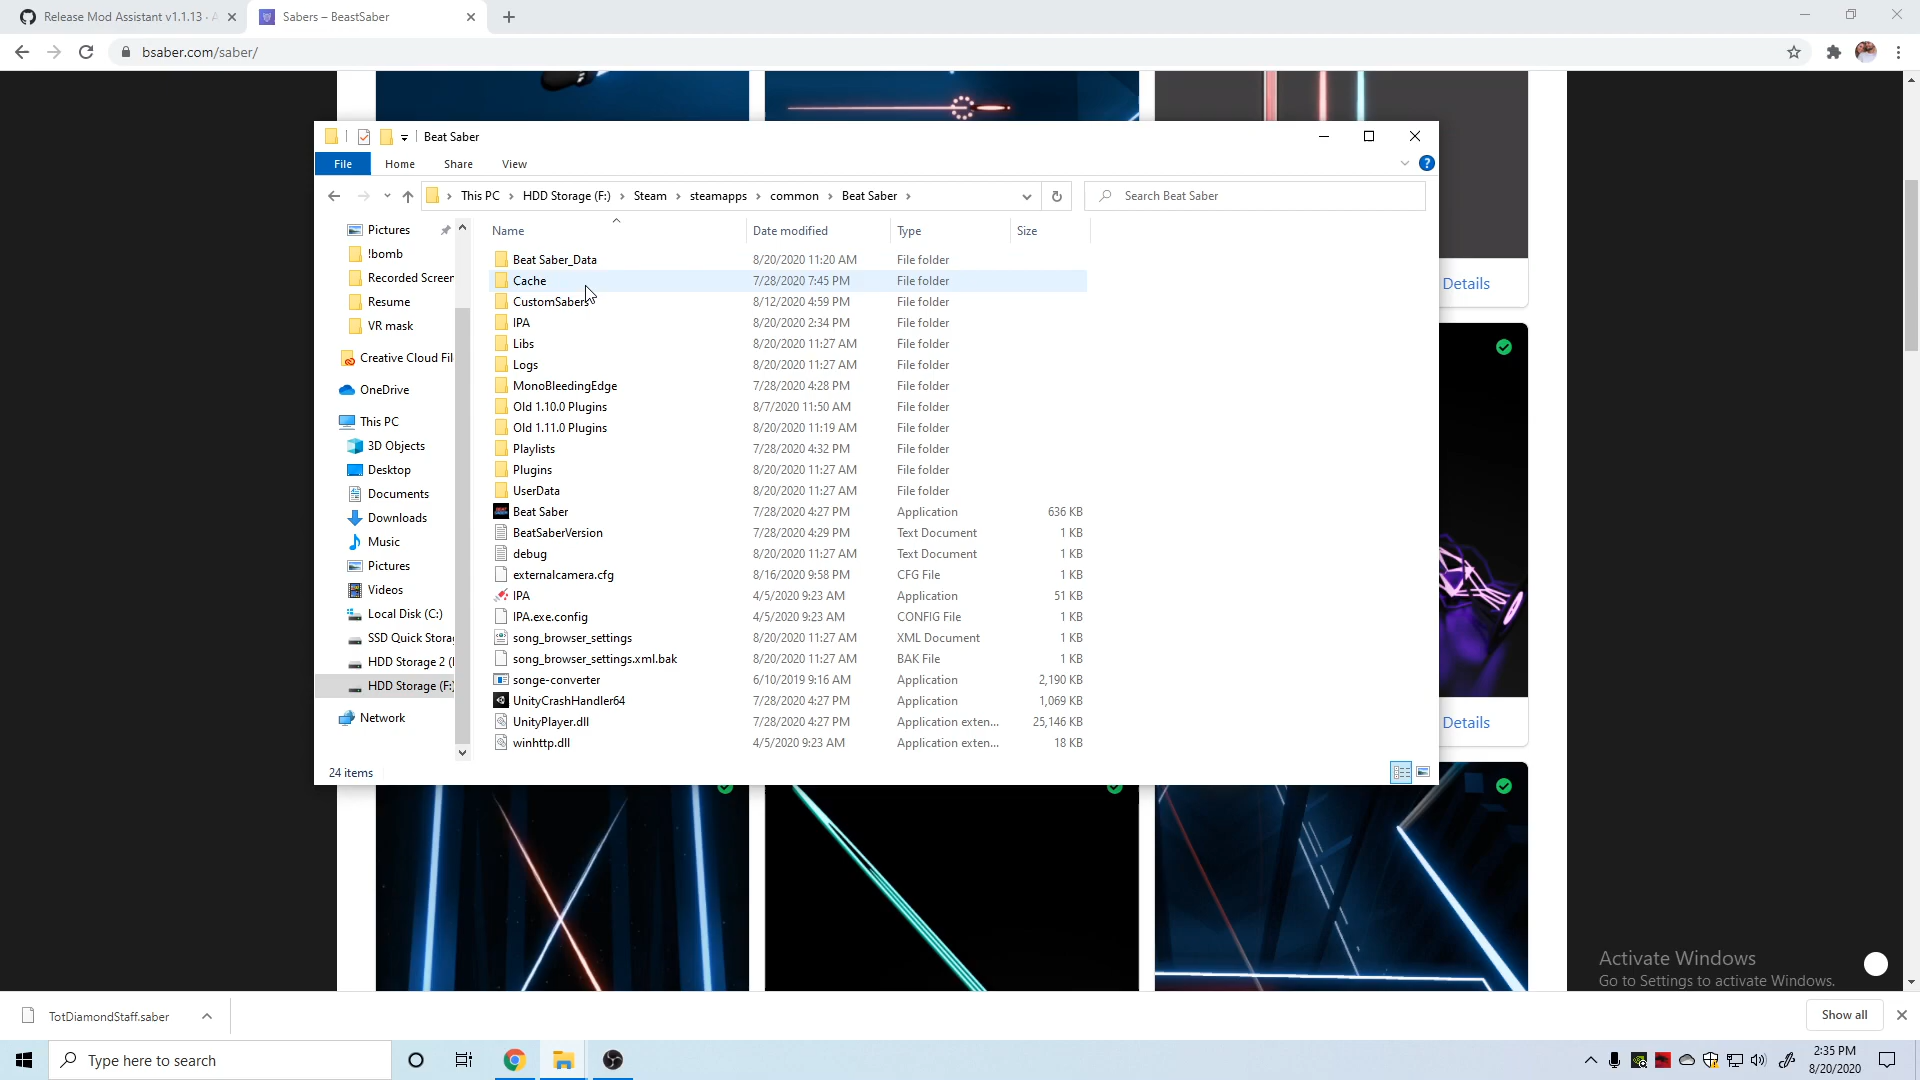 Release Mod Assistant v1.1.13 · A
Sabers – BeastSaber
bsaber.com/saber/
Beat Saber
File
Home
Share
View
This PC
HDD Storage (F:)
Steam
steamapps
common
Beat Saber
Search Beat Saber
Pictures
!bomb
Recorded Screen
Resume
VR mask
Creative Cloud Fil
OneDrive
This PC
3D Objects
Desktop
Documents
Downloads
Music
Pictures
Videos
Local Disk (C:)
SSD Quick Stora
HDD Storage 2 (
HDD Storage (F:
Network
Name Date modified Type Size
Beat Saber_Data 8/20/2020 11:20 AM File folder
Cache 7/28/2020 7:45 PM File folder
CustomSabers 8/12/2020 4:59 PM File folder
IPA 8/20/2020 2:34 PM File folder
Libs 8/20/2020 11:27 AM File folder
Logs 8/20/2020 11:27 AM File folder
MonoBleedingEdge 7/28/2020 4:28 PM File folder
Old 1.10.0 Plugins 8/7/2020 11:50 AM File folder
Old 1.11.0 Plugins 8/20/2020 11:19 AM File folder
Playlists 7/28/2020 4:32 PM File folder
Plugins 8/20/2020 11:27 AM File folder
UserData 8/20/2020 11:27 AM File folder
Beat Saber 7/28/2020 4:27 PM Application 636 KB
BeatSaberVersion 7/28/2020 4:29 PM Text Document 1 KB
debug 8/20/2020 11:27 AM Text Document 1 KB
externalcamera.cfg 8/16/2020 9:58 PM CFG File 1 KB
IPA 4/5/2020 9:23 AM Application 51 KB
IPA.exe.config 4/5/2020 9:23 AM CONFIG File 1 KB
song_browser_settings 8/20/2020 11:27 AM XML Document 1 KB
song_browser_settings.xml.bak 8/20/2020 11:27 AM BAK File 1 KB
songe-converter 6/10/2019 9:16 AM Application 2,190 KB
UnityCrashHandler64 7/28/2020 4:27 PM Application 1,069 KB
UnityPlayer.dll 7/28/2020 4:27 PM Application exten... 25,146 KB
winhttp.dll 4/5/2020 9:23 AM Application exten... 18 KB
24 items
Details
Details
Activate Windows
Go to Settings to activate Windows.
TotDiamondStaff.saber
Show all
Type here to search
2:35 PM
8/20/2020